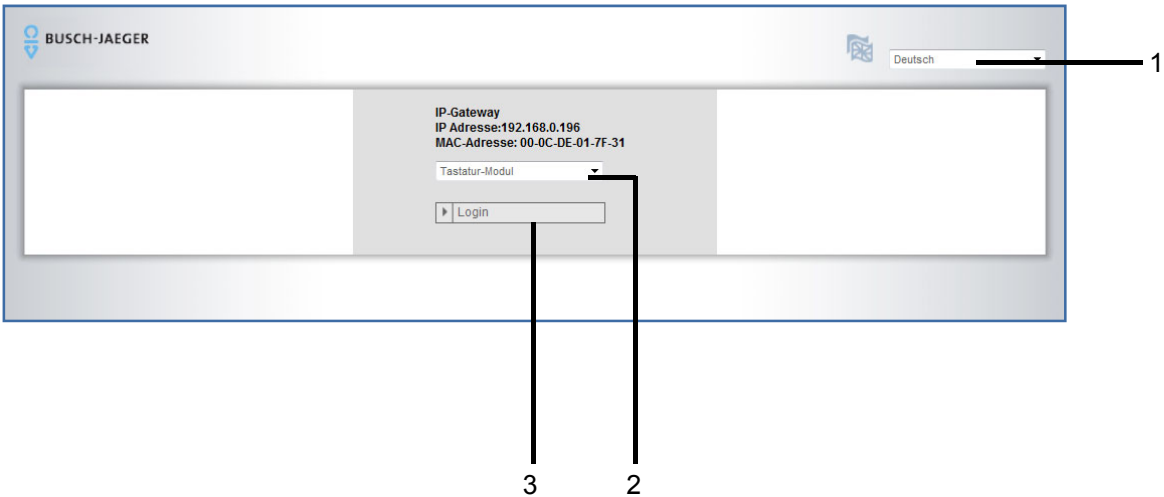 BUSCH-JAEGER
Deutsch
1
IP-Gateway
IP Adresse:192.168.0.196
MAC-Adresse: 00-0C-DE-01-7F-31
Tastatur-Modul
Login
3 2